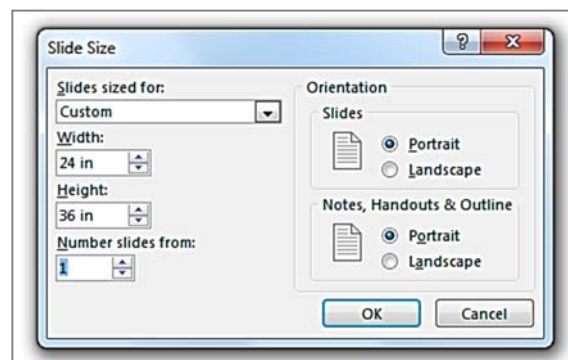 Slide Size
Slides sized for:
Custom
Width:
24 in
Height:
36 in
Number slides from:
1
Orientation
Slides
Portrait
Landscape
Notes, Handouts & Outline
Portrait
Landscape
OK
Cancel